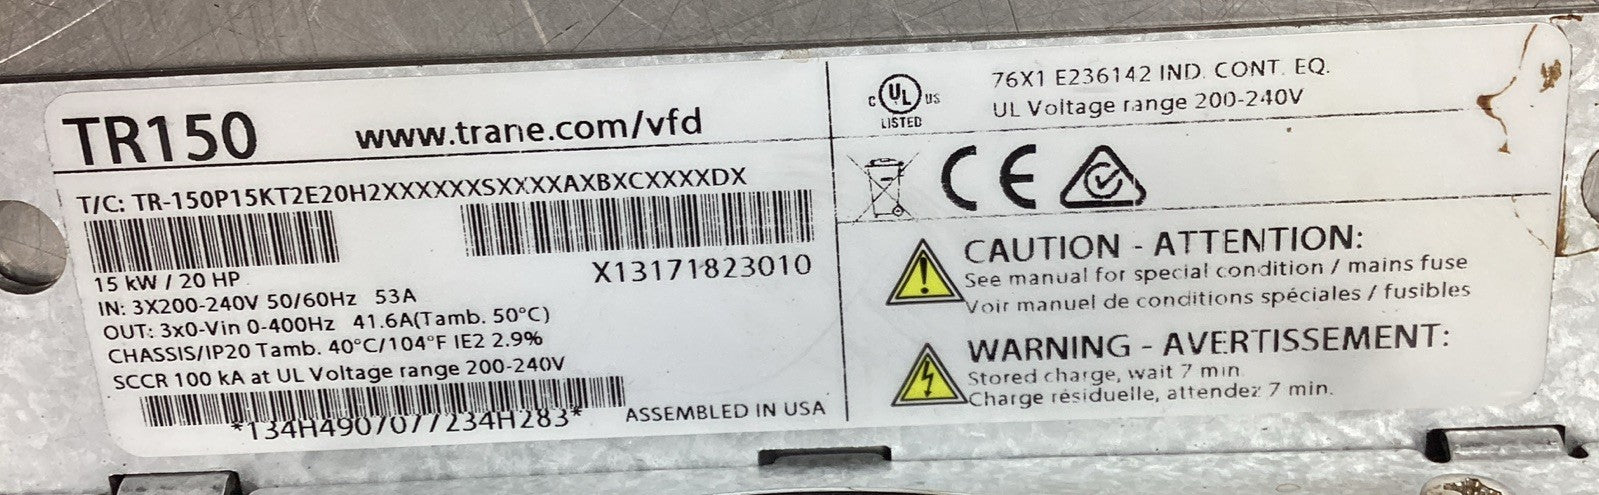 TR150 www.trane.com/vfd
T/C: TR-150P15KT2E20H2XXXXXXSXXXXAXBXCXXXXDX
X13171823010
15 kW / 20 HP
IN: 3X200-240V 50/60Hz 53A
OUT: 3x0-Vin 0-400Hz 41.6A(Tamb. 50°C)
CHASSIS/IP20 Tamb. 40°C/104°F IE2 2.9%
SCCR 100 kA at UL Voltage range 200-240V
*134H4907077234H283*
ASSEMBLED IN USA
C UL US
LISTED
76X1 E236142 IND. CONT. EQ.
UL Voltage range 200-240V
CE
CAUTION - ATTENTION:
See manual for special condition / mains fuse
Voir manuel de conditions spéciales / fusibles
WARNING - AVERTISSEMENT:
Stored charge, wait 7 min.
Charge résiduelle, attendez 7 min.